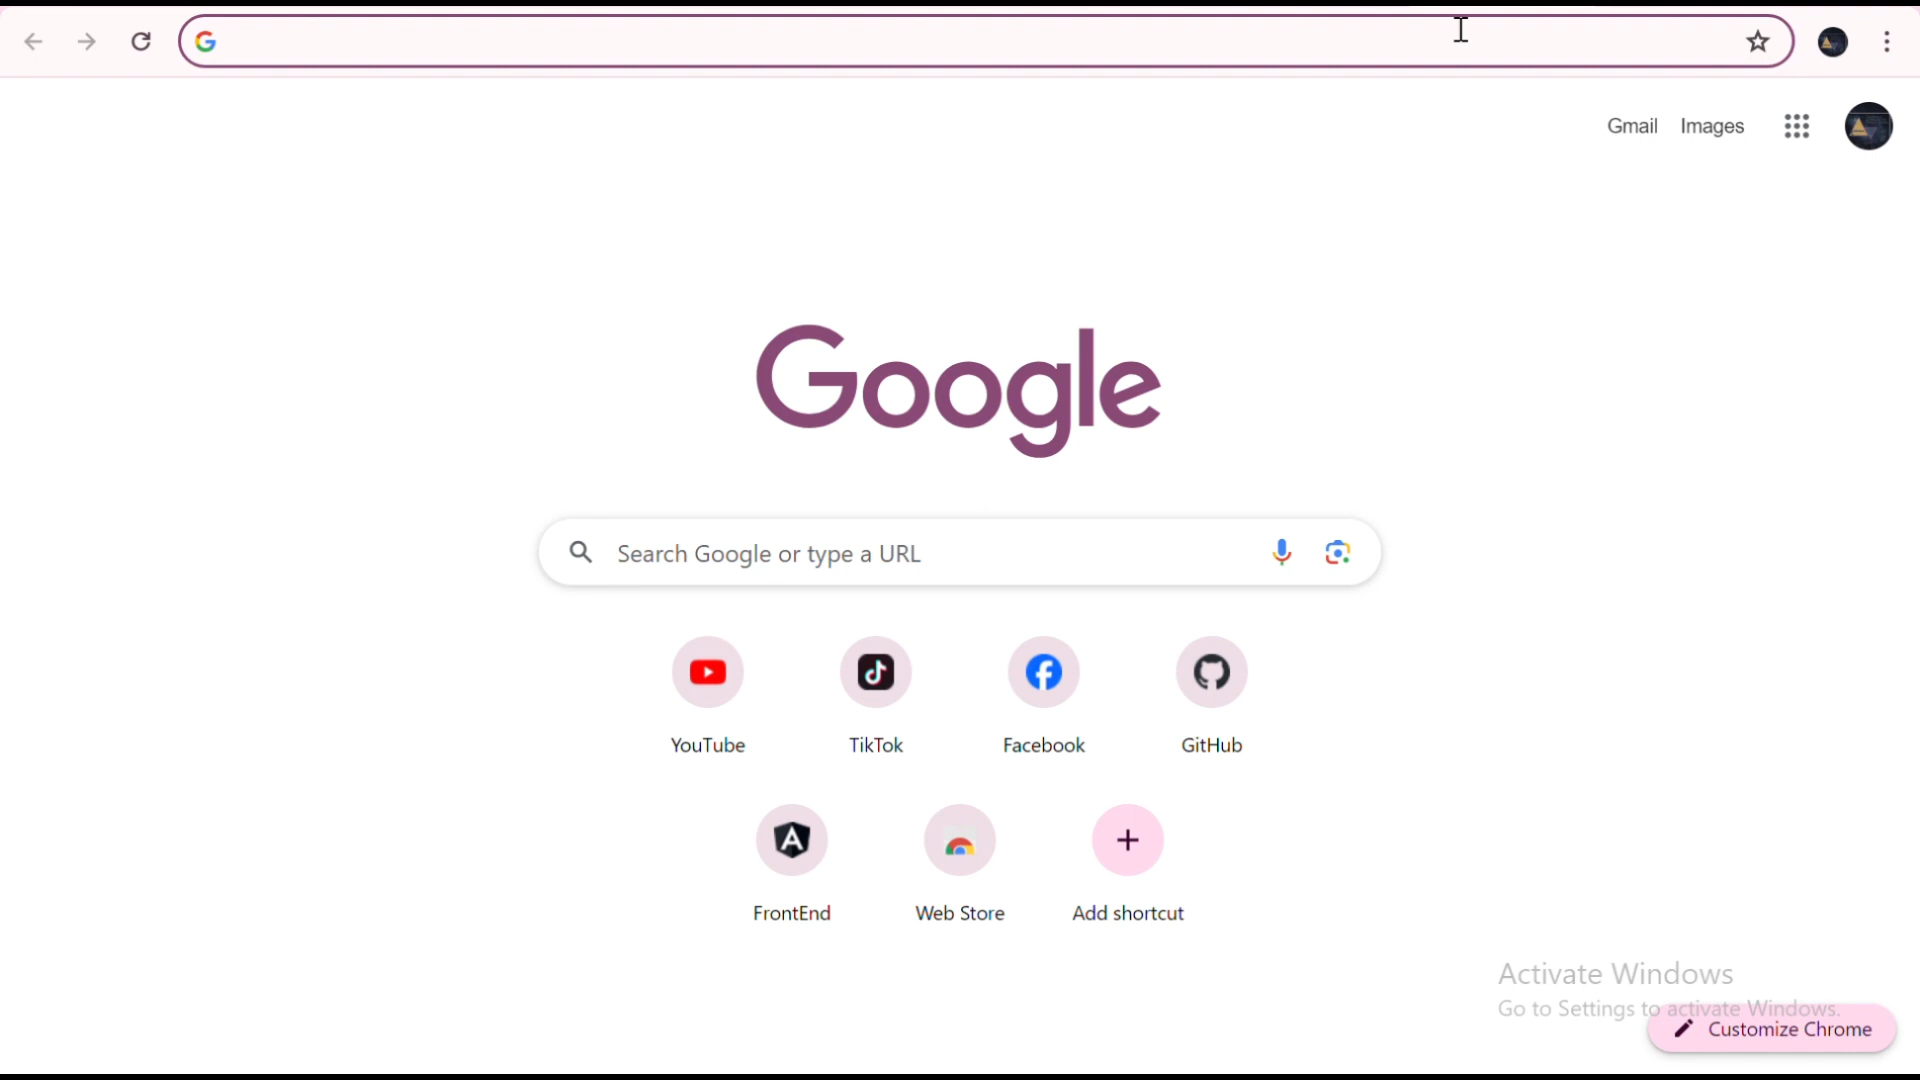 Gmail Images
Google
Search Google or type a URL
YouTube TikTok Facebook GitHub
FrontEnd Web Store Add shortcut
Activate Windows
Go to Settings to activate Windows.
Customize Chrome